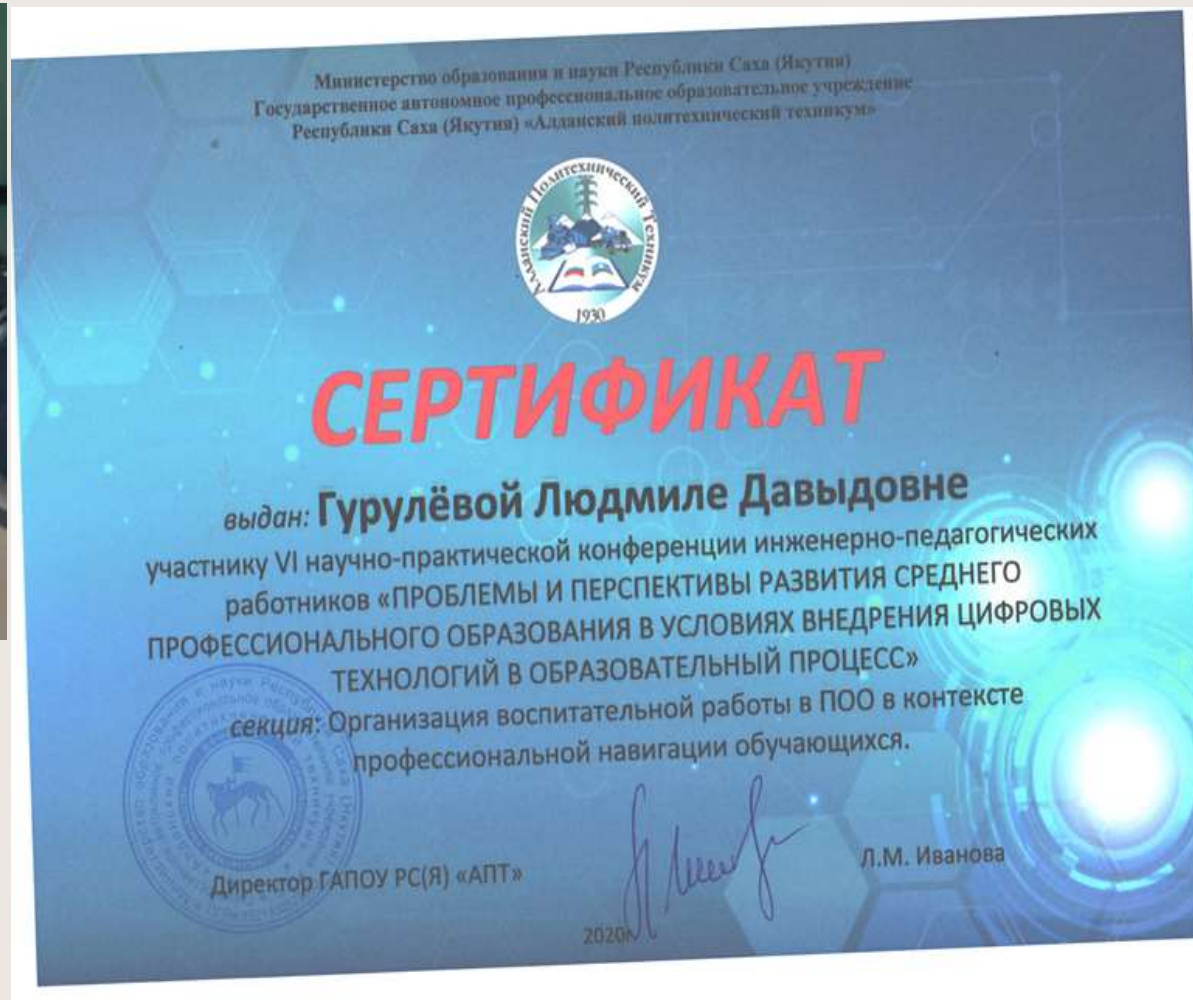 Министерство образования и науки Республики Саха (Якутия)
Государственное автономное профессиональное образовательное учреждение
Республики Саха (Якутия) «Алданский политехнический техникум»
Алданский Политехнический Техникум
1930
СЕРТИФИКАТ
выдан: Гурулёвой Людмиле Давыдовне
участнику VI научно-практической конференции инженерно-педагогических
работников «ПРОБЛЕМЫ И ПЕРСПЕКТИВЫ РАЗВИТИЯ СРЕДНЕГО
ПРОФЕССИОНАЛЬНОГО ОБРАЗОВАНИЯ В УСЛОВИЯХ ВНЕДРЕНИЯ ЦИФРОВЫХ
ТЕХНОЛОГИЙ В ОБРАЗОВАТЕЛЬНЫЙ ПРОЦЕСС»
секция: Организация воспитательной работы в ПОО в контексте
профессиональной навигации обучающихся.
Директор ГАПОУ РС(Я) «АПТ»
Л.М. Иванова
2020г